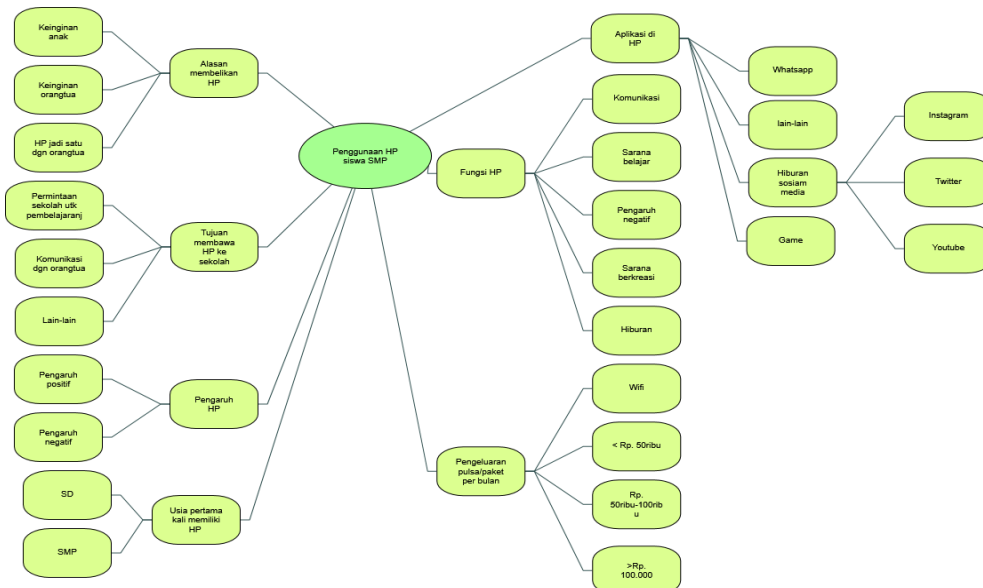 Penggunaan HP
siswa SMP
Alasan
membelikan
HP
Keinginan
anak
Keinginan
orangtua
HP jadi satu
dgn orangtua
Tujuan
membawa
HP ke
sekolah
Permintaan
sekolah utk
pembelajaranj
Komunikasi
dgn orangtua
Lain-lain
Pengaruh
HP
Pengaruh
positif
Pengaruh
negatif
Usia pertama
kali memiliki
HP
SD
SMP
Aplikasi di
HP
Whatsapp
lain-lain
Hiburan
sosiam
media
Instagram
Twitter
Youtube
Game
Fungsi HP
Komunikasi
Sarana
belajar
Pengaruh
negatif
Sarana
berkreasi
Hiburan
Pengeluaran
pulsa/paket
per bulan
Wifi
< Rp. 50ribu
Rp.
50ribu-100rib
u
>Rp.
100.000